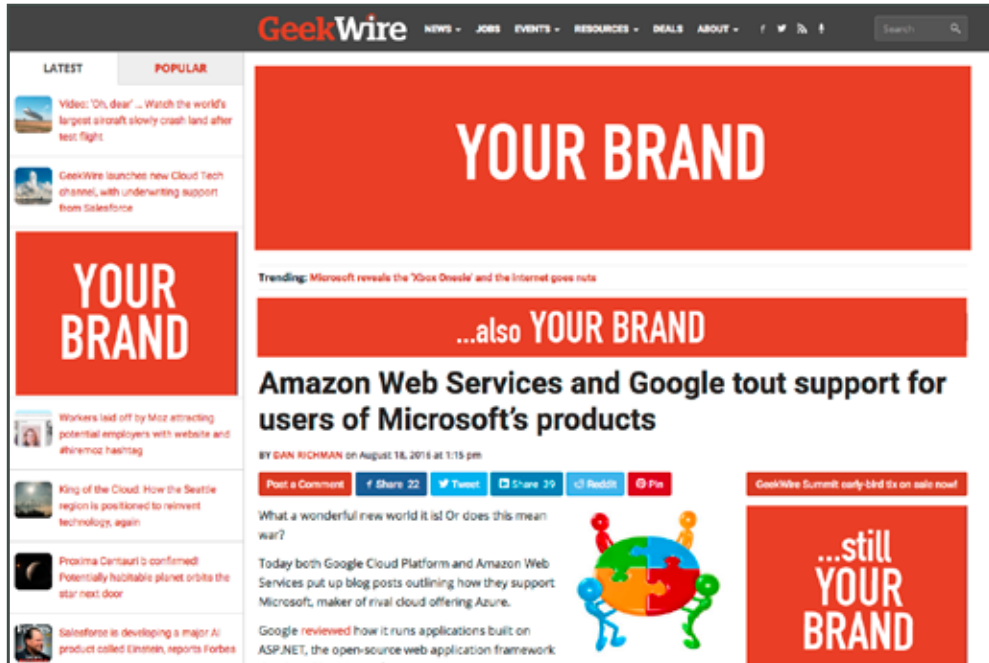 GeekWire
NEWS JOBS EVENTS RESOURCES DEALS ABOUT
Search
LATEST POPULAR
Video: 'Oh, dear' ... Watch the world's
largest aircraft slowly crash land after
test flight
GeekWire launches new Cloud Tech
channel, with underwriting support
from Salesforce
YOUR
BRAND
Workers laid off by Moz attracting
potential employers with website and
#hiremoz hashtag
King of the Cloud: How the Seattle
region is positioned to reinvent
technology, again
Proxima Centauri b confirmed!
Potentially habitable planet orbits the
star next door
Salesforce is developing a major AI
product called Einstein, reports Forbes
YOUR BRAND
Trending: Microsoft reveals the 'Xbox Onesie' and the internet goes nuts
...also YOUR BRAND
Amazon Web Services and Google tout support for
users of Microsoft's products
BY DAN RICHMAN on August 18, 2016 at 1:15 pm
Post a Comment f Share 22 Tweet Share 39 Reddit Pin
What a wonderful new world it is! Or does this mean
war?
Today both Google Cloud Platform and Amazon Web
Services put up blog posts outlining how they support
Microsoft, maker of rival cloud offering Azure.
Google reviewed how it runs applications built on
ASP.NET, the open-source web application framework
GeekWire Summit early-bird tix on sale now!
...still
YOUR
BRAND